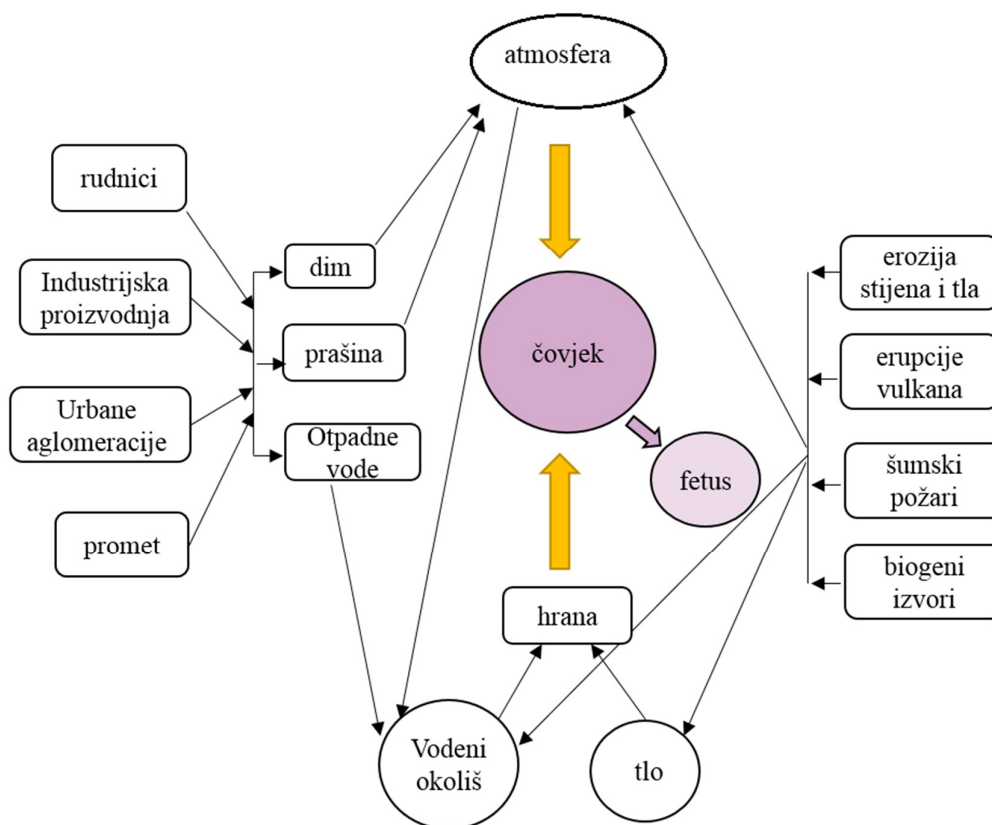 atmosfera
rudnici
Industrijska
proizvodnja
Urbane
aglomeracije
promet
dim
prašina
Otpadne
vode
čovjek
fetus
hrana
Vodeni
okoliš
tlo
erozija
stijena i tla
erupcije
vulkana
šumski
požari
biogeni
izvori